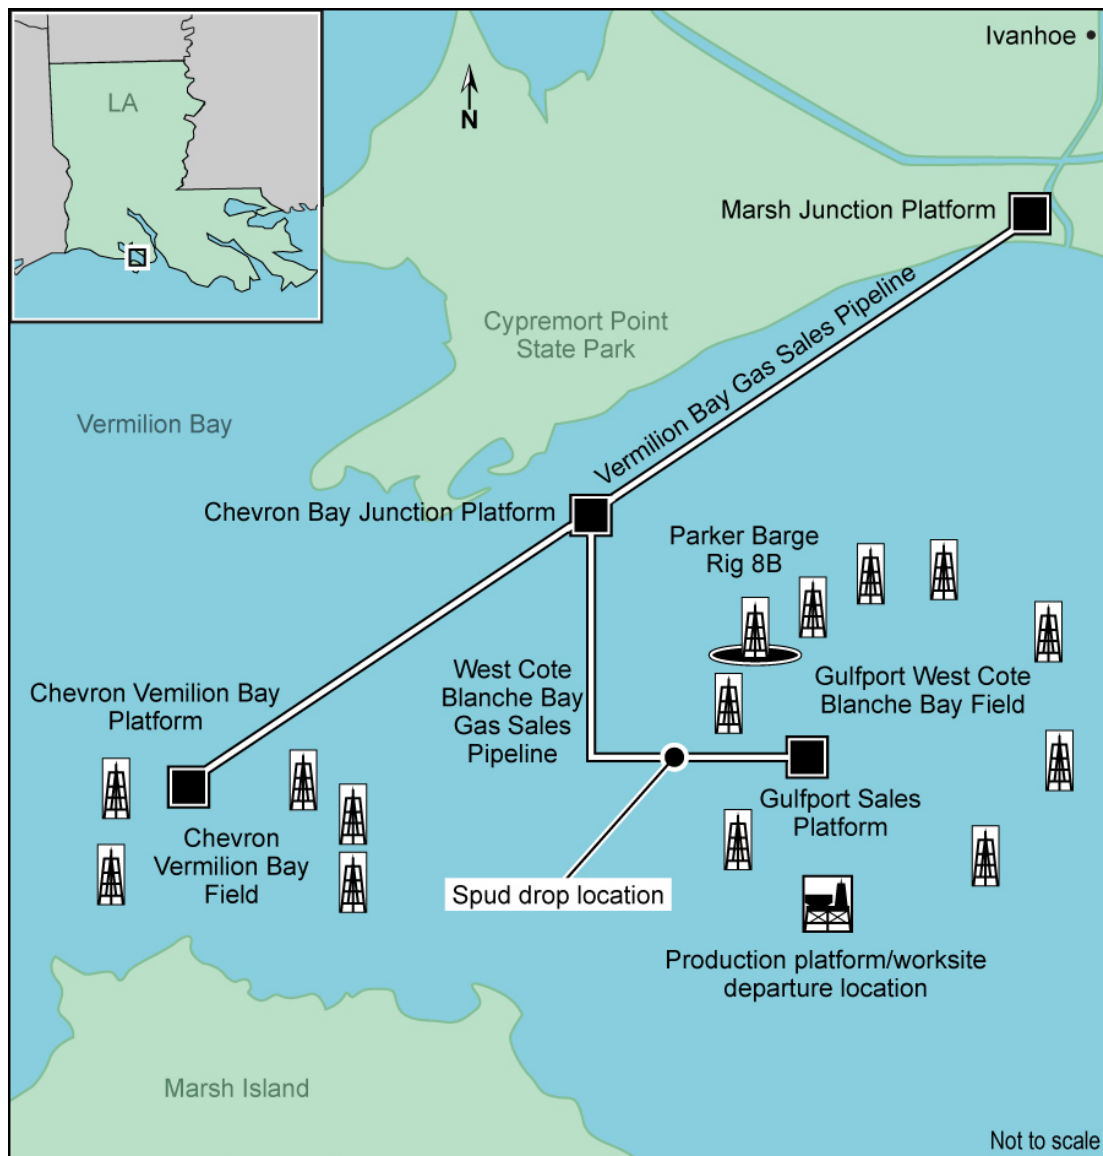 Ivanhoe
LA
N
Marsh Junction Platform
Vermilion Bay Gas Sales Pipeline
Cypremort Point
State Park
Vermilion Bay
Chevron Bay Junction Platform
Parker Barge
Rig 8B
West Cote
Blanche Bay
Gas Sales
Pipeline
Gulfport West Cote
Blanche Bay Field
Chevron Vemilion Bay
Platform
Gulfport Sales
Platform
Chevron
Vermilion Bay
Field
Spud drop location
Production platform/worksite
departure location
Marsh Island
Not to scale